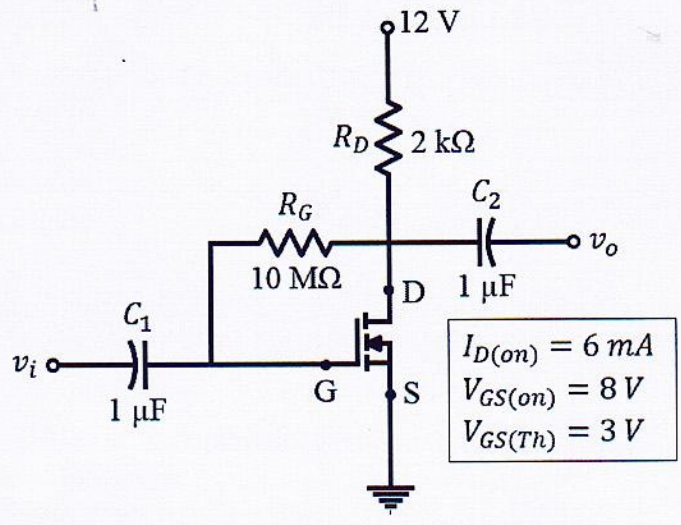 12 V
R_D 2 kΩ
R_G
10 MΩ
C_2
1 μF
v_o
D
C_1
1 μF
v_i
G
S
I_D(on) = 6 mA
V_GS(on) = 8 V
V_GS(Th) = 3 V